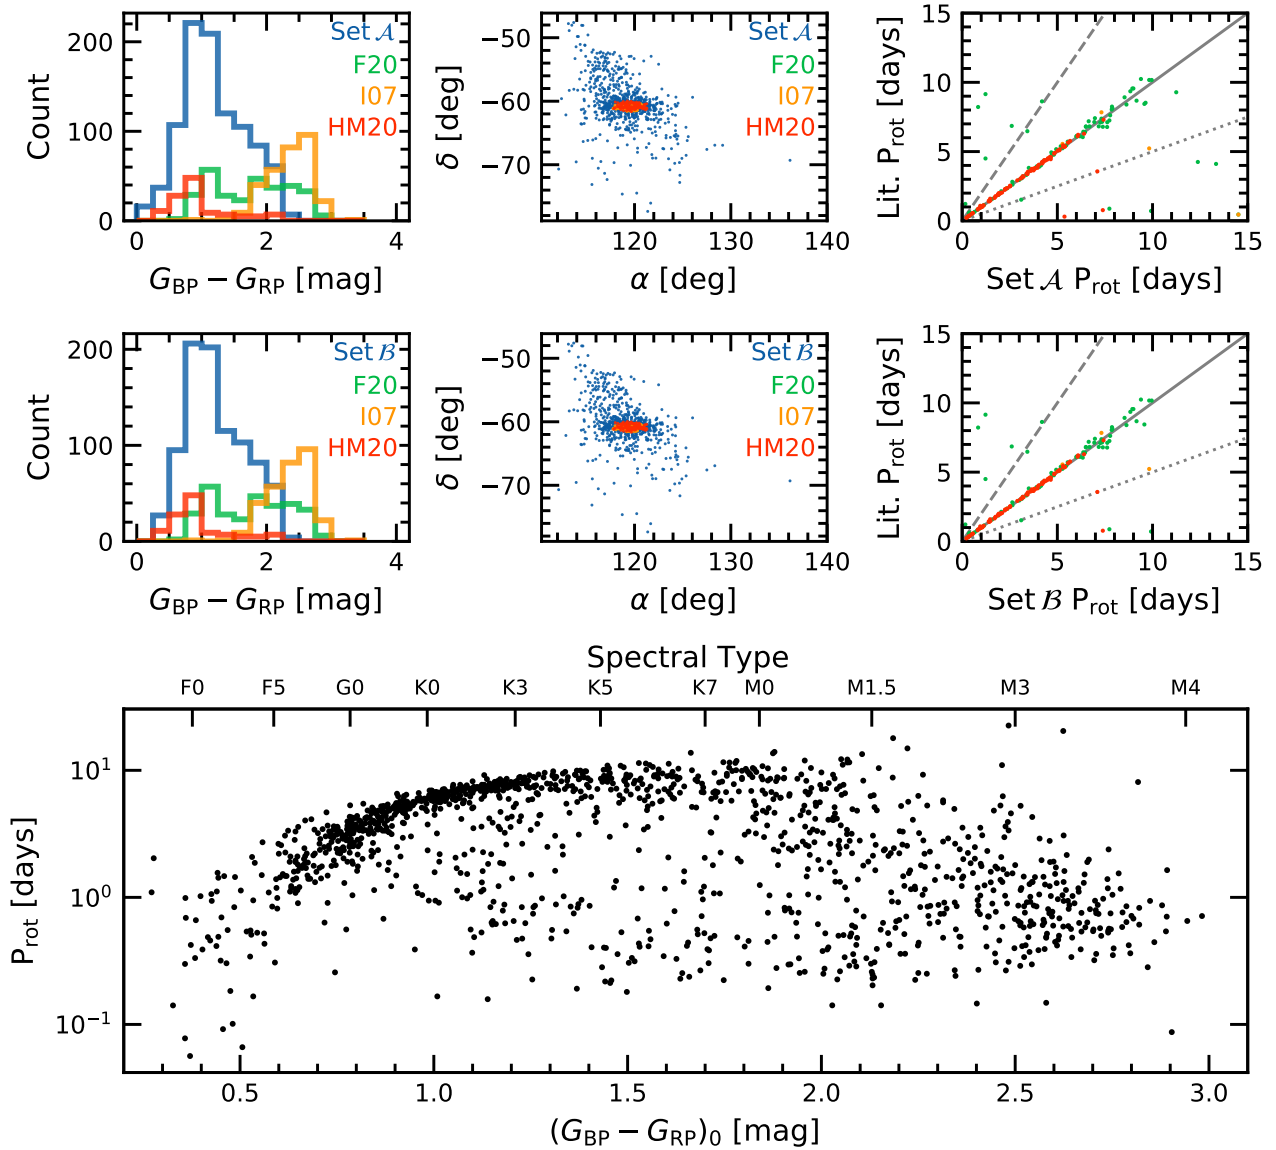 Set 𝒜
F20
I07
HM20
Count
200
100
0
0
2
4
G_BP − G_RP [mag]
Set 𝒜
F20
I07
HM20
δ [deg]
−50
−60
−70
120
130
140
α [deg]
Lit. P_rot [days]
15
10
5
0
0
5
10
15
Set 𝒜 P_rot [days]
Set ℬ
F20
I07
HM20
Count
200
100
0
0
2
4
G_BP − G_RP [mag]
Set ℬ
F20
I07
HM20
δ [deg]
−50
−60
−70
120
130
140
α [deg]
Lit. P_rot [days]
15
10
5
0
0
5
10
15
Set ℬ P_rot [days]
Spectral Type
F0 F5 G0 K0 K3 K5 K7 M0 M1.5 M3 M4
P_rot [days]
10¹
10⁰
10⁻¹
0.5 1.0 1.5 2.0 2.5 3.0
(G_BP − G_RP)₀ [mag]